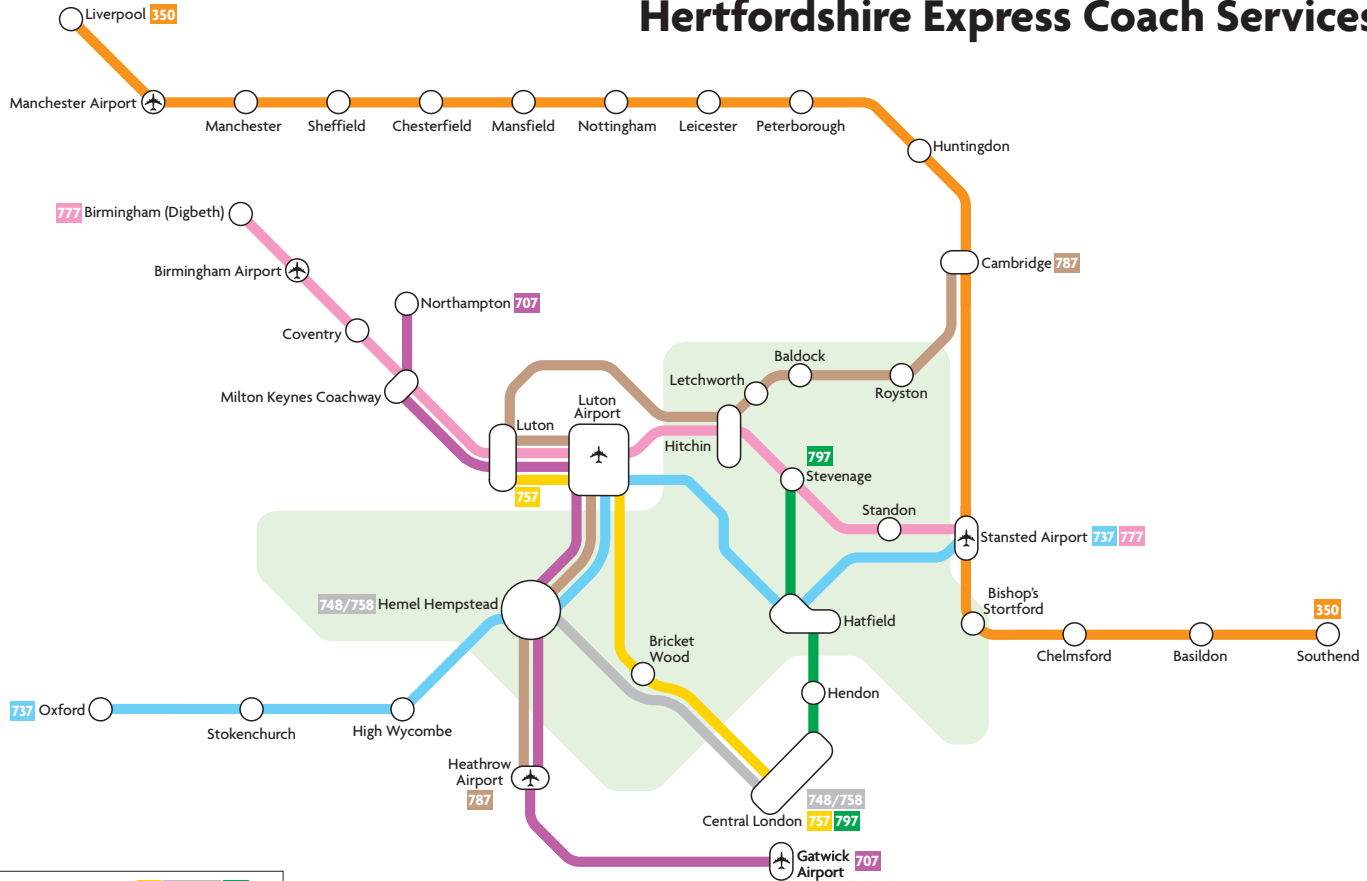 Hertfordshire Express Coach Services
Liverpool 350
Manchester Airport
Manchester
Sheffield
Chesterfield
Mansfield
Nottingham
Leicester
Peterborough
Huntingdon
777 Birmingham (Digbeth)
Birmingham Airport
Cambridge 787
Northampton 707
Coventry
Milton Keynes Coachway
Baldock
Letchworth
Royston
Luton
Airport
Luton
Hitchin
797
Stevenage
757
Standon
Stansted Airport 737 777
748/758 Hemel Hempstead
Bishop's
Stortford
350
Hatfield
Chelmsford
Basildon
Southend
Bricket
Wood
Hendon
737 Oxford
Stokenchurch
High Wycombe
Heathrow
Airport
787
748/758
Central London 757 797
Gatwick
Airport
707